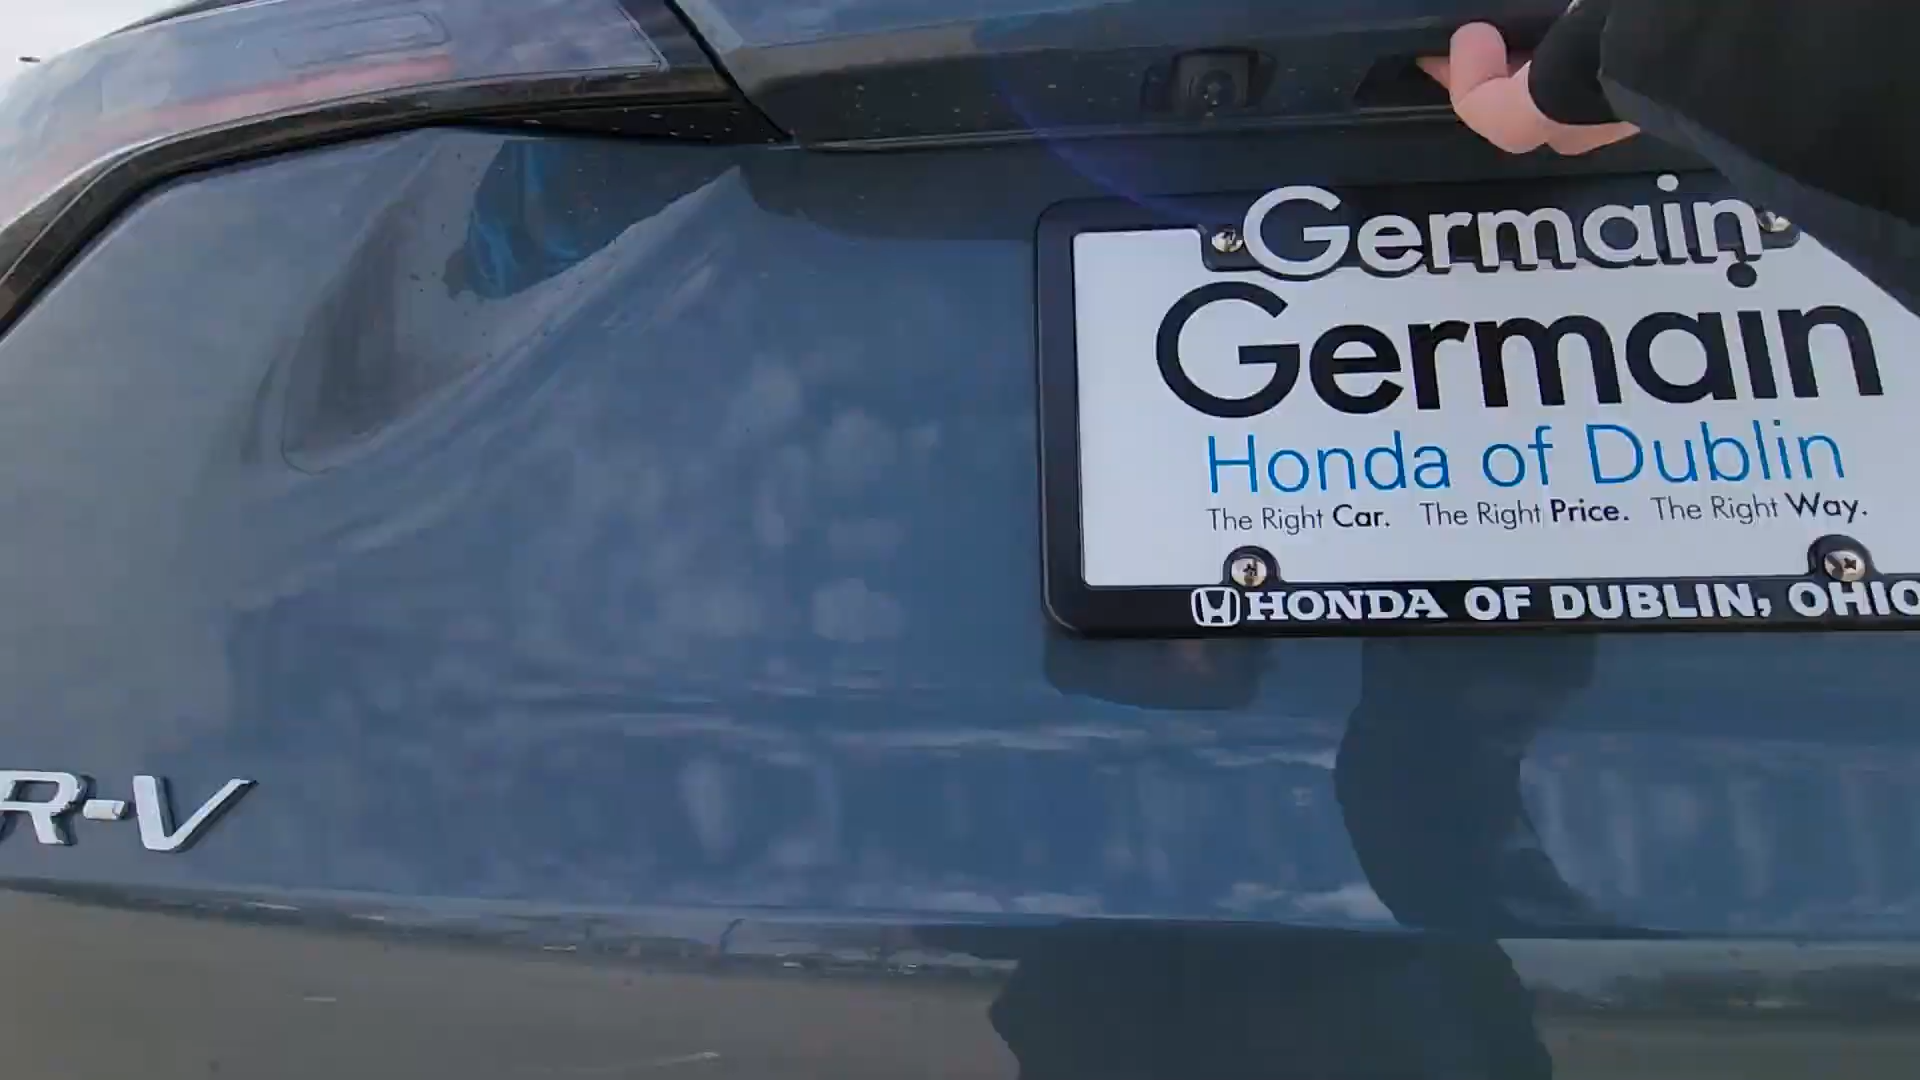 Germain
Germain
Honda of Dublin
The Right Car. The Right Price. The Right Way.
HONDA OF DUBLIN, OHIO
R-V